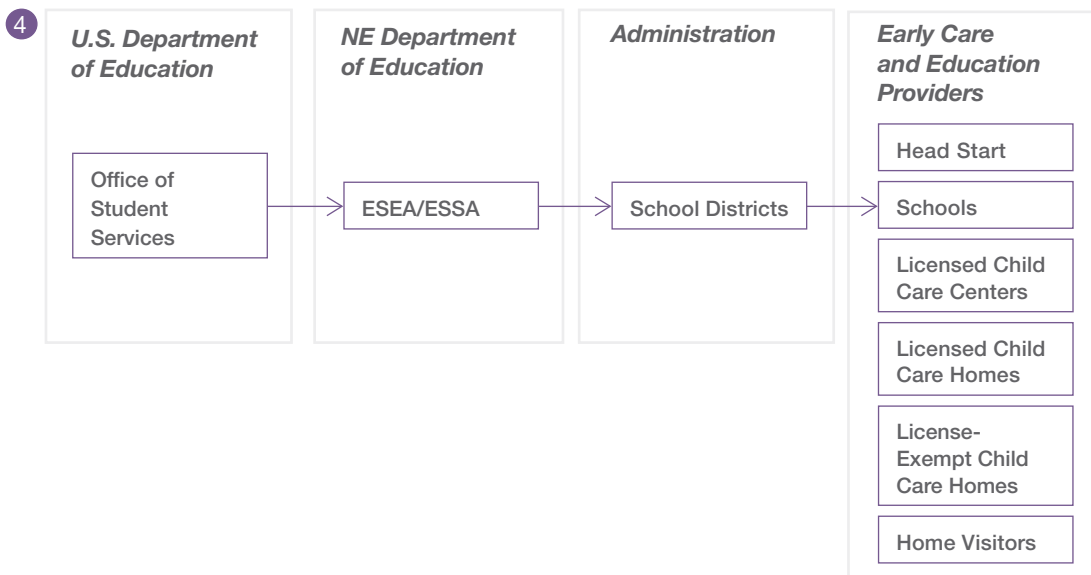 4
U.S. Department
of Education
Office of
Student
Services
NE Department
of Education
ESEA/ESSA
Administration
School Districts
Early Care
and Education
Providers
Head Start
Schools
Licensed Child
Care Centers
Licensed Child
Care Homes
License-
Exempt Child
Care Homes
Home Visitors